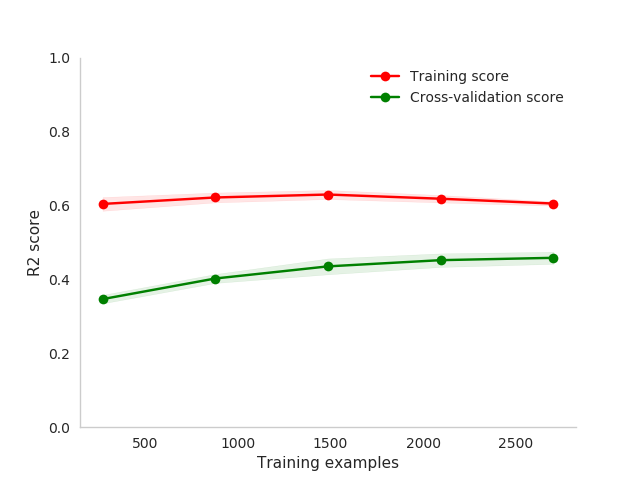 1.0
0.8
0.6
0.4
0.2
0.0
R2 score
Training score
Cross-validation score
500 1000 1500 2000 2500
Training examples